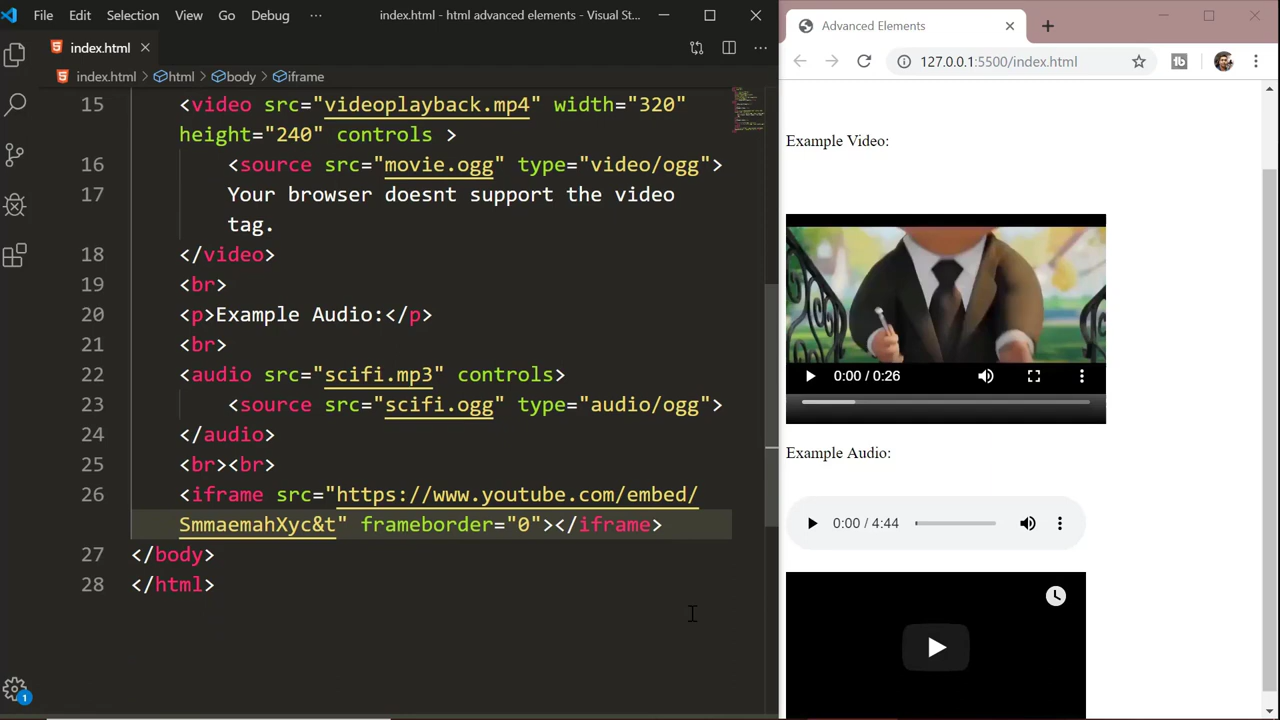 File Edit Selection View Go Debug ··· index.html - html advanced elements - Visual St...
index.html
index.html > html > body > iframe
15 <video src="videoplayback.mp4" width="320"
height="240" controls >
16 <source src="movie.ogg" type="video/ogg">
17 Your browser doesnt support the video
tag.
18 </video>
19 <br>
20 <p>Example Audio:</p>
21 <br>
22 <audio src="scifi.mp3" controls>
23 <source src="scifi.ogg" type="audio/ogg">
24 </audio>
25 <br><br>
26 <iframe src="https://www.youtube.com/embed/
SmmaemahXyc&t" frameborder="0"></iframe>
27 </body>
28 </html>
1
Advanced Elements
127.0.0.1:5500/index.html
tb
Example Video:
0:00 / 0:26
Example Audio:
0:00 / 4:44